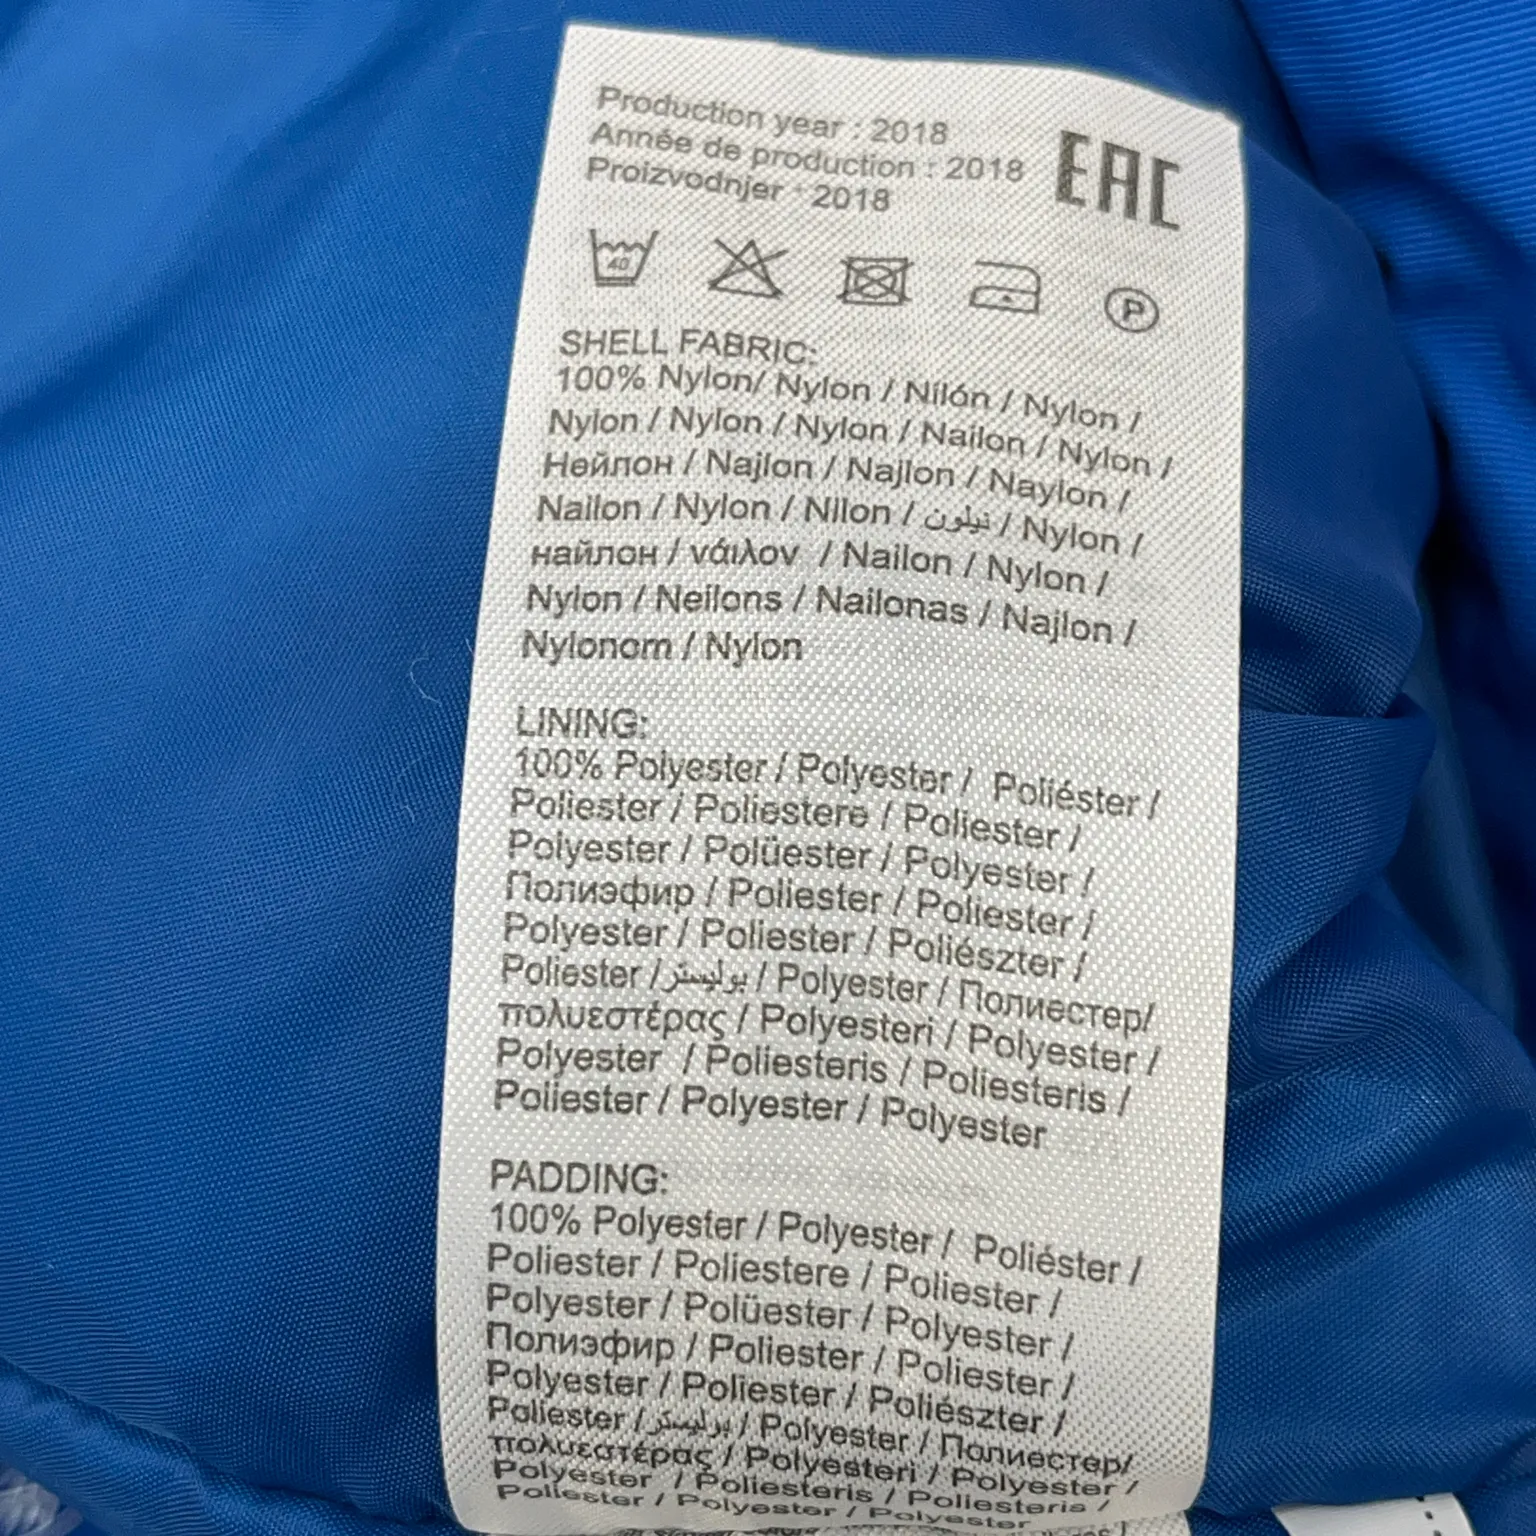 Production year : 2018
Année de production : 2018
Proizvodnjer : 2018
EAC
40
P
SHELL FABRIC:
100% Nylon/ Nylon / Nilón / Nylon /
Nylon / Nylon / Nylon / Nailon / Nylon /
Нейлон / Najlon / Najlon / Naylon /
Nailon / Nylon / Nilon / نيلون / Nylon /
найлон / νάιλον / Nailon / Nylon /
Nylon / Neilons / Nailonas / Najlon /
Nylonom / Nylon
LINING:
100% Polyester / Polyester / Poliéster /
Poliester / Poliestere / Poliester /
Polyester / Polüester / Polyester /
Полиэфир / Poliester / Poliester /
Polyester / Poliester / Poliészter /
Poliester / بوليستر / Polyester / Полиестер/
πολυεστέρας / Polyesteri / Polyester /
Polyester / Poliesteris / Poliesteris /
Poliester / Polyester / Polyester
PADDING:
100% Polyester / Polyester / Poliéster /
Poliester / Poliestere / Poliester /
Polyester / Polüester / Polyester /
Полиэфир / Poliester / Poliester /
Polyester / Poliester / Poliészter /
Poliester / بوليستر / Polyester / Полиестер/
πολυεστέρας / Polyesteri / Polyester /
Polyester / Poliesteris / Poliesteris /
Poliester / Polyester / Polyester